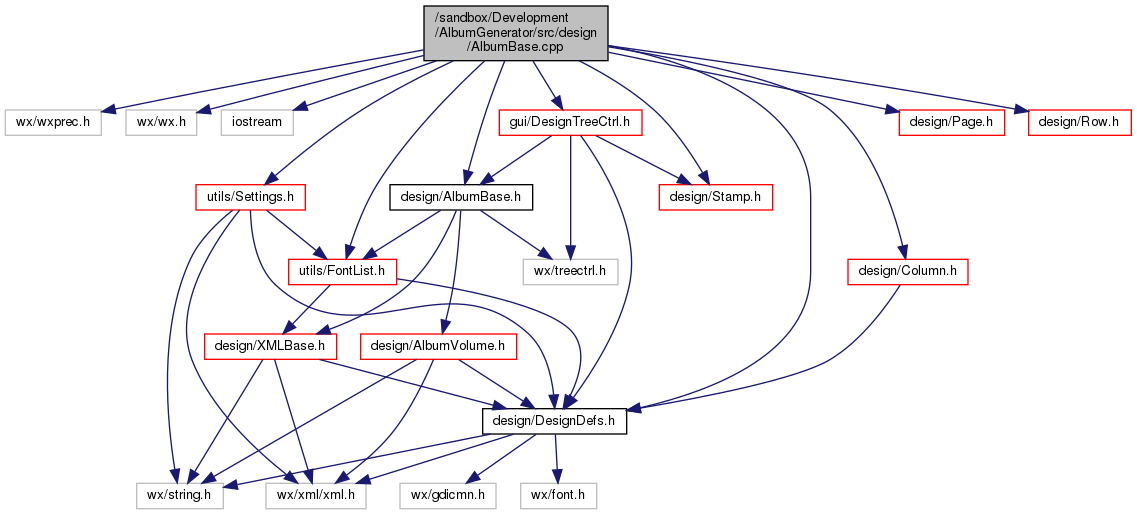 /sandbox/Development
/AlbumGenerator/src/design
/AlbumBase.cpp
wx/wxprec.h
wx/wx.h
iostream
gui/DesignTreeCtrl.h
design/Page.h
design/Row.h
utils/Settings.h
design/AlbumBase.h
design/Stamp.h
utils/FontList.h
wx/treectrl.h
design/Column.h
design/XMLBase.h
design/AlbumVolume.h
design/DesignDefs.h
wx/string.h
wx/xml/xml.h
wx/gdicmn.h
wx/font.h